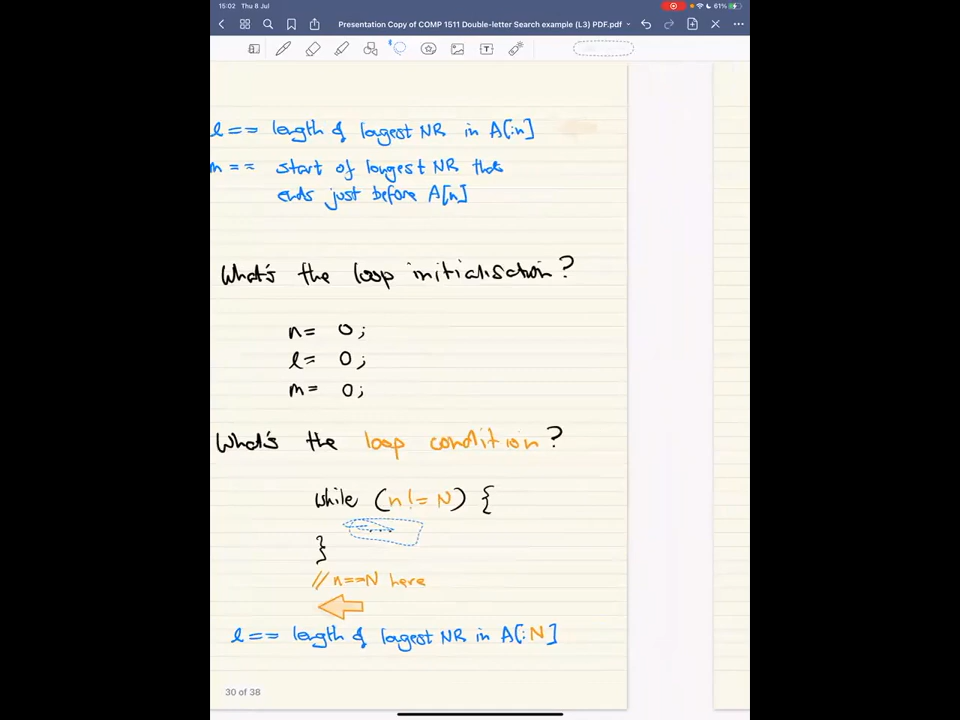 15:02 Thu 8 Jul
61%
Presentation Copy of COMP 1511 Double-letter Search example (L3) PDF.pdf
l == length of largest NR in A[:n]
m == start of longest NR that
ends just before A[n]
What's the loop initialisation?
n= 0;
l= 0;
m= 0;
What's the loop condition?
while (n!= N) {
...
}
// n==N here
l == length of largest NR in A[:N]
30 of 38